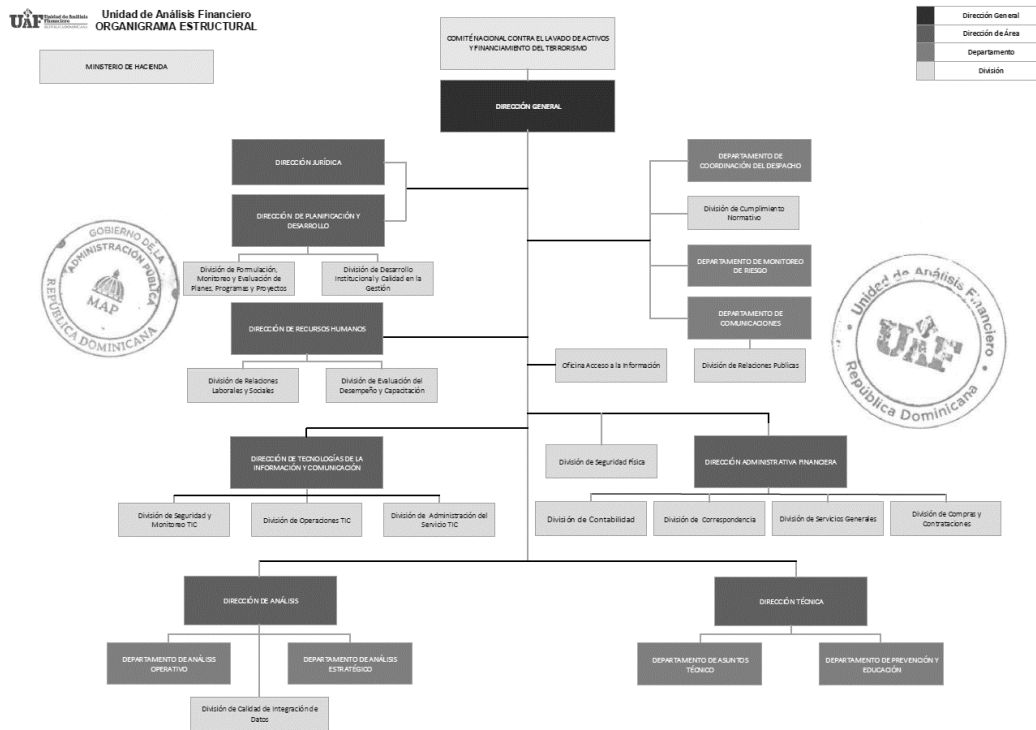 UAF Unidad de Análisis
Financiero
REPÚBLICA DOMINICANA
Unidad de Análisis Financiero
ORGANIGRAMA ESTRUCTURAL
MINISTERIO DE HACIENDA
COMITÉ NACIONAL CONTRA EL LAVADO DE ACTIVOS
Y FINANCIAMIENTO DEL TERRORISMO
Dirección General
Dirección de Área
Departamento
División
DIRECCIÓN GENERAL
DIRECCIÓN JURÍDICA
DEPARTAMENTO DE
COORDINACIÓN DEL DESPACHO
DIRECCIÓN DE PLANIFICACIÓN Y
DESARROLLO
División de Cumplimiento
Normativo
División de Formulación,
Monitoreo y Evaluación de
Planes, Programas y Proyectos
División de Desarrollo
Institucional y Calidad en la
Gestión
DEPARTAMENTO DE MONITOREO
DE RIESGO
GOBIERNO DE LA
REPÚBLICA DOMINICANA
ADMINISTRACIÓN PÚBLICA
MAP
Unidad de Análisis Financiero
UAF
República Dominicana
DIRECCIÓN DE RECURSOS HUMANOS
DEPARTAMENTO DE
COMUNICACIONES
Oficina Acceso a la Información
División de Relaciones Publicas
División de Relaciones
Laborales y Sociales
División de Evaluación del
Desempeño y Capacitación
DIRECCIÓN DE TECNOLOGÍAS DE LA
INFORMACIÓN Y COMUNICACIÓN
División de Seguridad Física
DIRECCIÓN ADMINISTRATIVA FINANCIERA
División de Seguridad y
Monitoreo TIC
División de Operaciones TIC
División de Administración del
Servicio TIC
División de Contabilidad
División de Correspondencia
División de Servicios Generales
División de Compras y
Contrataciones
DIRECCIÓN DE ANÁLISIS
DIRECCIÓN TÉCNICA
DEPARTAMENTO DE ANÁLISIS
OPERATIVO
DEPARTAMENTO DE ANÁLISIS
ESTRATÉGICO
DEPARTAMENTO DE ASUNTOS
TÉCNICO
DEPARTAMENTO DE PREVENCIÓN Y
EDUCACIÓN
División de Calidad de Integración de
Datos